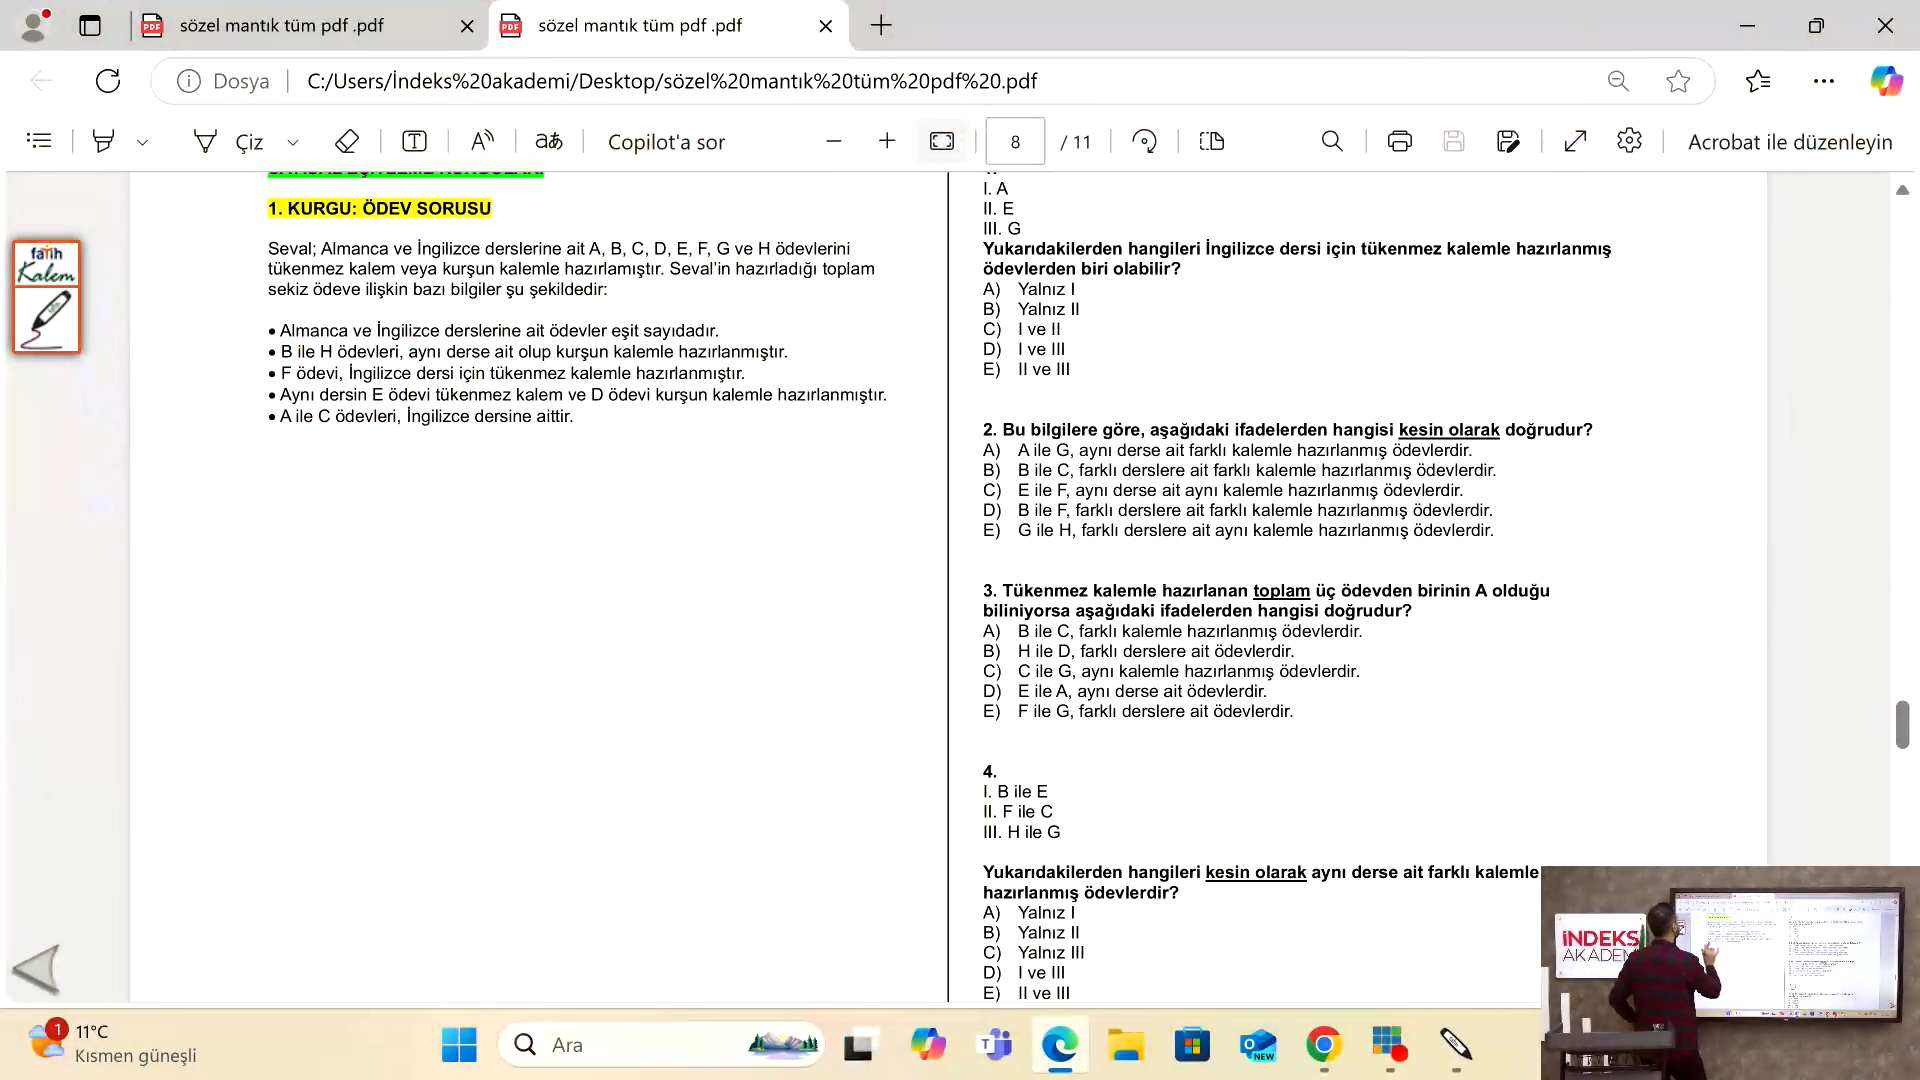 sözel mantık tüm pdf .pdf
sözel mantık tüm pdf .pdf
Dosya
C:/Users/İndeks%20akademi/Desktop/sözel%20mantık%20tüm%20pdf%20.pdf
Çiz
Copilot'a sor
8 / 11
Acrobat ile düzenleyin
fatih
Kalem
1. KURGU: ÖDEV SORUSU
Seval; Almanca ve İngilizce derslerine ait A, B, C, D, E, F, G ve H ödevlerini
tükenmez kalem veya kurşun kalemle hazırlamıştır. Seval'in hazırladığı toplam
sekiz ödeve ilişkin bazı bilgiler şu şekildedir:
• Almanca ve İngilizce derslerine ait ödevler eşit sayıdadır.
• B ile H ödevleri, aynı derse ait olup kurşun kalemle hazırlanmıştır.
• F ödevi, İngilizce dersi için tükenmez kalemle hazırlanmıştır.
• Aynı dersin E ödevi tükenmez kalem ve D ödevi kurşun kalemle hazırlanmıştır.
• A ile C ödevleri, İngilizce dersine aittir.
I. A
II. E
III. G
Yukarıdakilerden hangileri İngilizce dersi için tükenmez kalemle hazırlanmış
ödevlerden biri olabilir?
A) Yalnız I
B) Yalnız II
C) I ve II
D) I ve III
E) II ve III
2. Bu bilgilere göre, aşağıdaki ifadelerden hangisi kesin olarak doğrudur?
A) A ile G, aynı derse ait farklı kalemle hazırlanmış ödevlerdir.
B) B ile C, farklı derslere ait farklı kalemle hazırlanmış ödevlerdir.
C) E ile F, aynı derse ait aynı kalemle hazırlanmış ödevlerdir.
D) B ile F, farklı derslere ait farklı kalemle hazırlanmış ödevlerdir.
E) G ile H, farklı derslere ait aynı kalemle hazırlanmış ödevlerdir.
3. Tükenmez kalemle hazırlanan toplam üç ödevden birinin A olduğu
biliniyorsa aşağıdaki ifadelerden hangisi doğrudur?
A) B ile C, farklı kalemle hazırlanmış ödevlerdir.
B) H ile D, farklı derslere ait ödevlerdir.
C) C ile G, aynı kalemle hazırlanmış ödevlerdir.
D) E ile A, aynı derse ait ödevlerdir.
E) F ile G, farklı derslere ait ödevlerdir.
4.
I. B ile E
II. F ile C
III. H ile G
Yukarıdakilerden hangileri kesin olarak aynı derse ait farklı kalemle
hazırlanmış ödevlerdir?
A) Yalnız I
B) Yalnız II
C) Yalnız III
D) I ve III
E) II ve III
İNDEKS
1
11°C
Kısmen güneşli
Ara
NEW